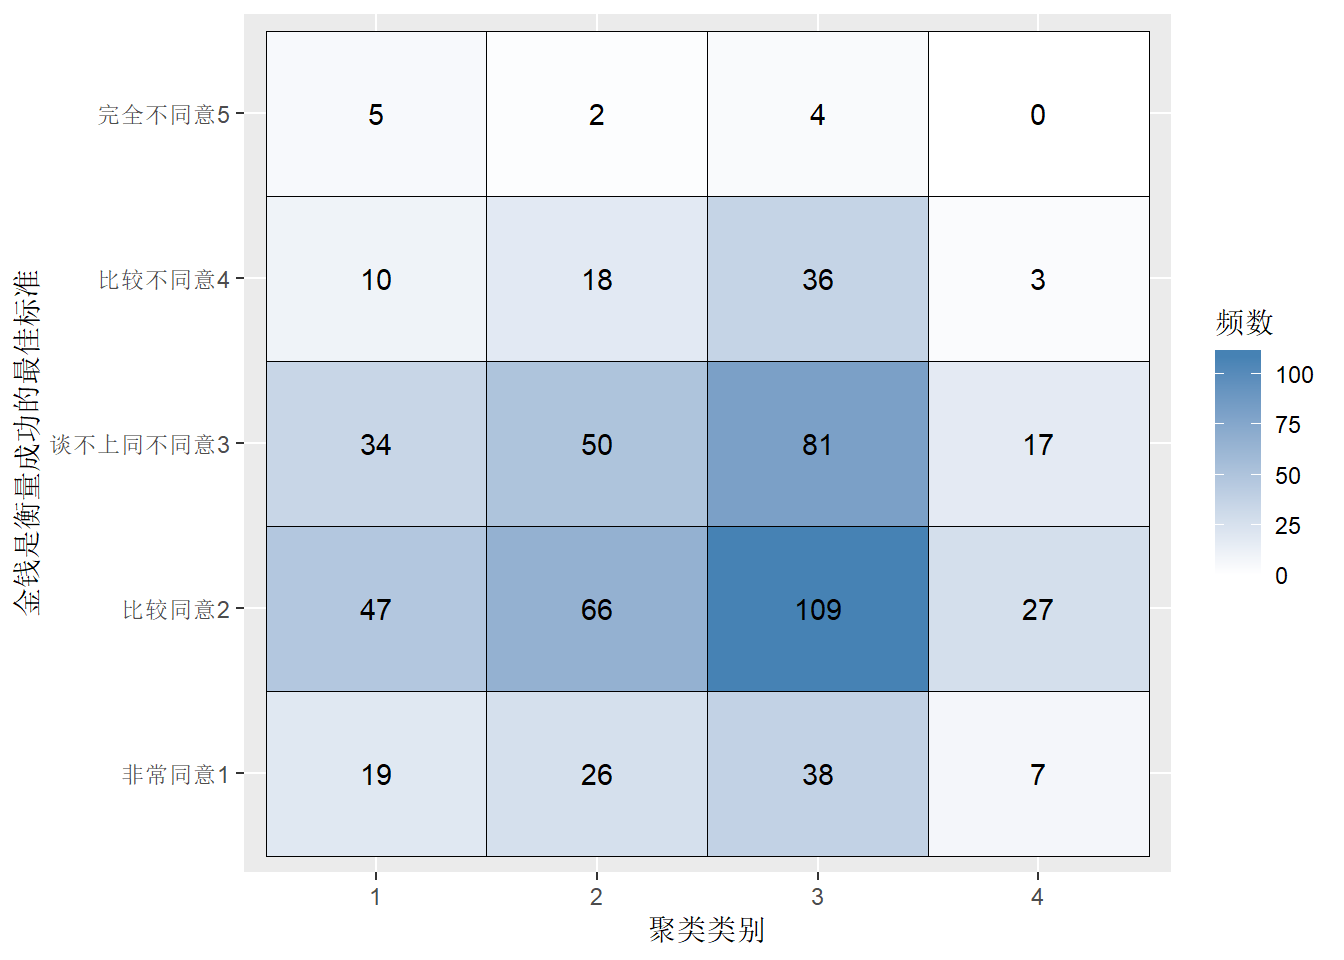 金钱是衡量成功的最佳标准
完全不同意5
5 2 4 0
比较不同意4
10 18 36 3
谈不上同不同意3
34 50 81 17
比较同意2
47 66 109 27
非常同意1
19 26 38 7
1 2 3 4
聚类类别
频数
100
75
50
25
0